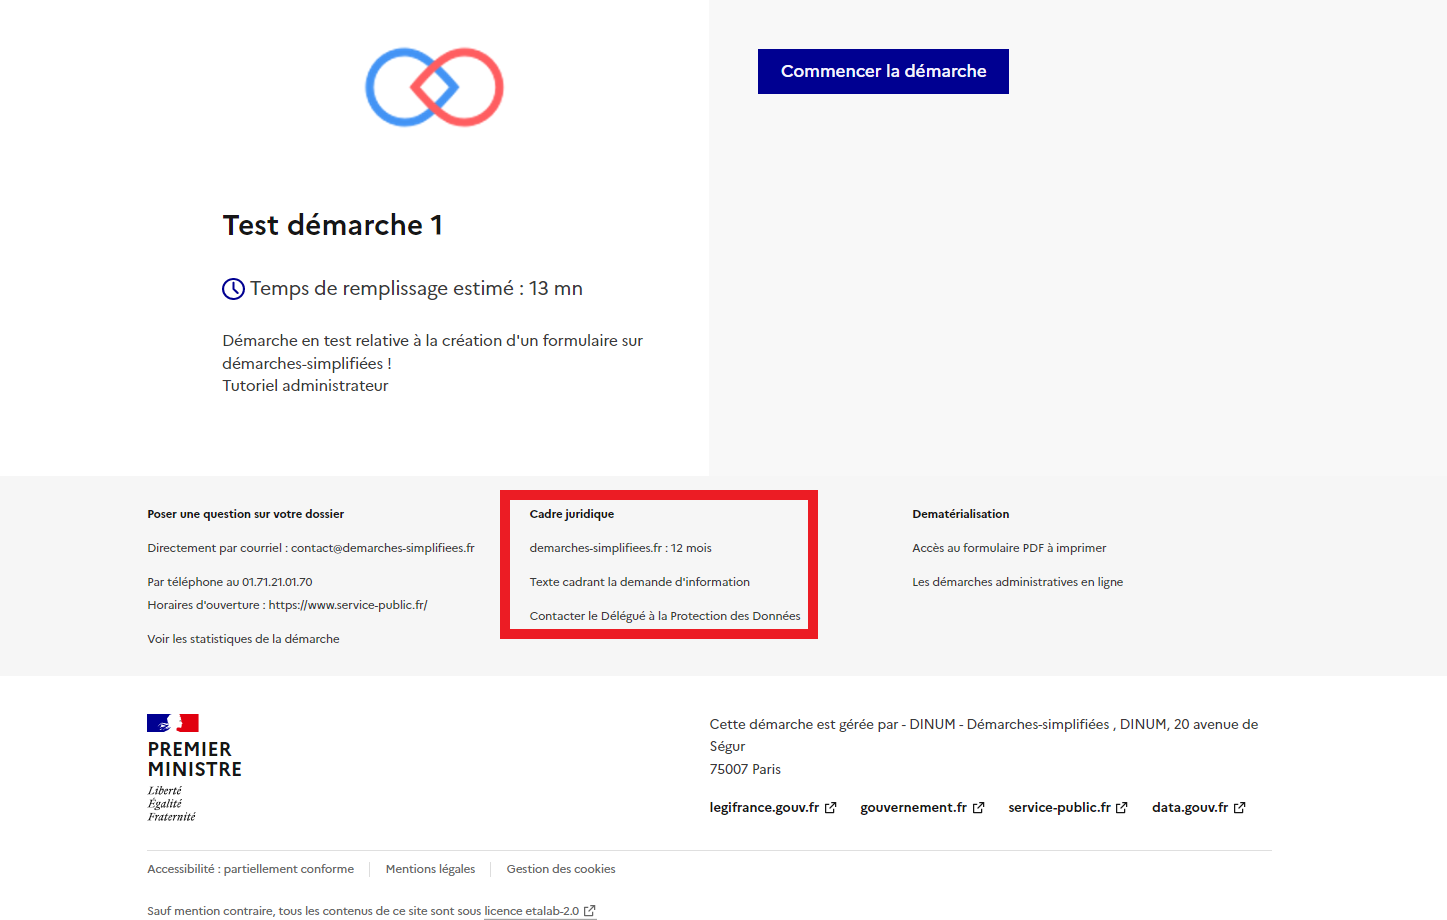 Commencer la démarche
Test démarche 1
Temps de remplissage estimé : 13 mn
Démarche en test relative à la création d'un formulaire sur
démarches-simplifiées !
Tutoriel administrateur
Poser une question sur votre dossier
Directement par courriel : contact@demarches-simplifiees.fr
Par téléphone au 01.71.21.01.70
Horaires d'ouverture : https://www.service-public.fr/
Voir les statistiques de la démarche
Cadre juridique
demarches-simplifiees.fr : 12 mois
Texte cadrant la demande d'information
Contacter le Délégué à la Protection des Données
Dematérialisation
Accès au formulaire PDF à imprimer
Les démarches administratives en ligne
PREMIER
MINISTRE
Liberté
Égalité
Fraternité
Cette démarche est gérée par - DINUM - Démarches-simplifiées , DINUM, 20 avenue de
Ségur
75007 Paris
legifrance.gouv.fr gouvernement.fr service-public.fr data.gouv.fr
Accessibilité : partiellement conforme Mentions légales Gestion des cookies
Sauf mention contraire, tous les contenus de ce site sont sous licence etalab-2.0